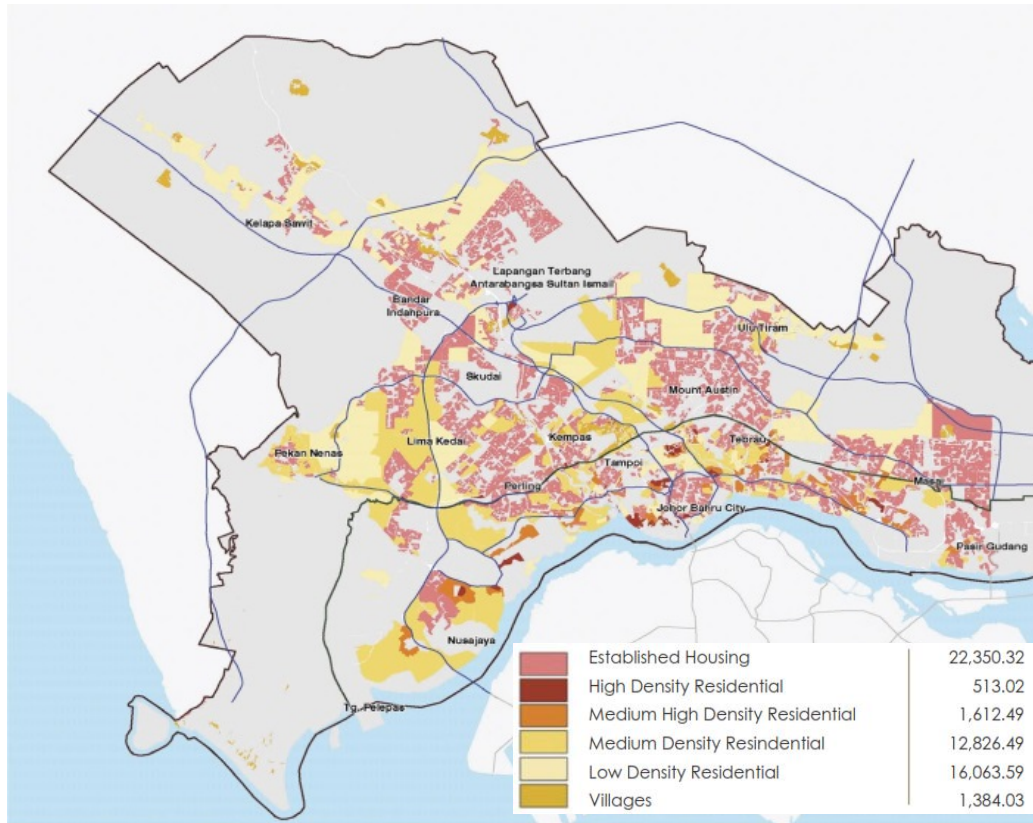 Kelapa Sawit
Lapangan Terbang
Antarabangsa Sultan Ismail
Bandar
Indahpura
Ulu Tiram
Skudai
Mount Austin
Lima Kedai
Kempas
Tebrau
Pekan Nenas
Tampoi
Perling
Masai
Johor Bahru City
Pasir Gudang
Nusajaya
Tg. Pelepas
Established Housing 22,350.32
High Density Residential 513.02
Medium High Density Residential 1,612.49
Medium Density Resindential 12,826.49
Low Density Residential 16,063.59
Villages 1,384.03